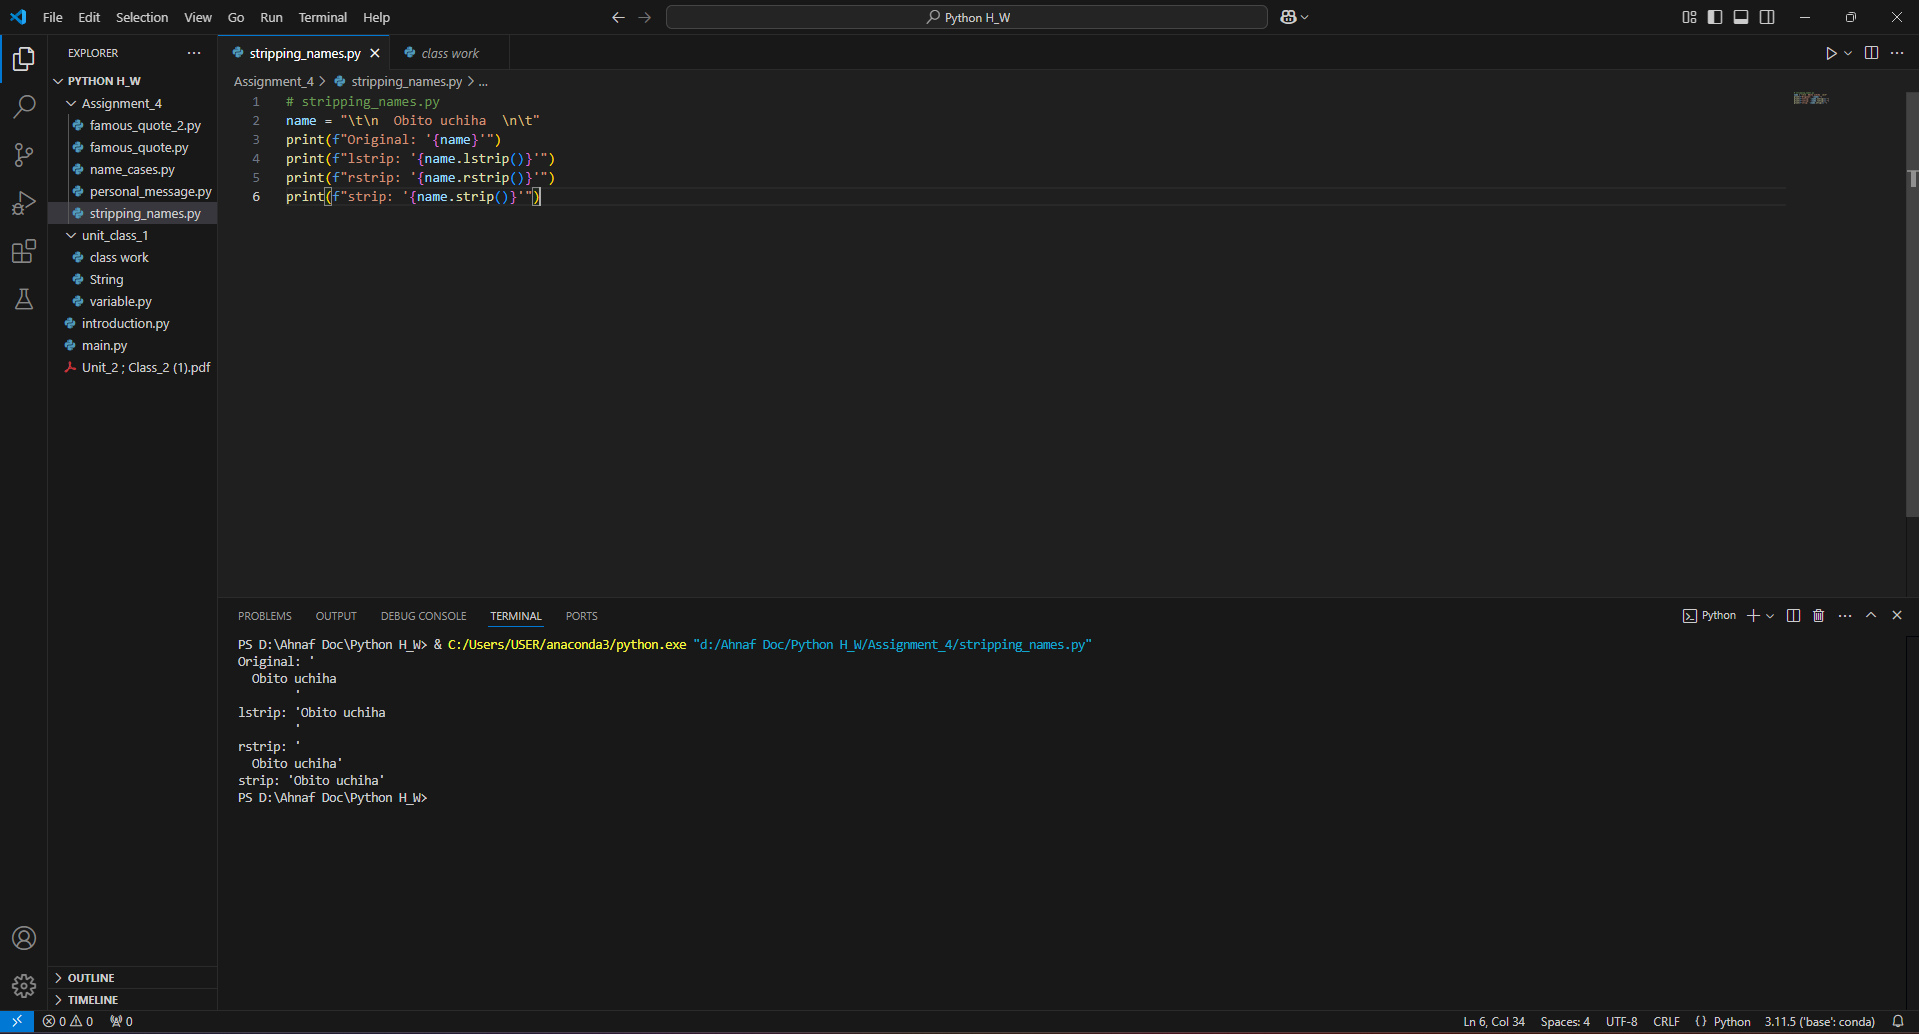 File Edit Selection View Go Run Terminal Help
Python H_W
EXPLORER
PYTHON H_W
Assignment_4
famous_quote_2.py
famous_quote.py
name_cases.py
personal_message.py
stripping_names.py
unit_class_1
class work
String
variable.py
introduction.py
main.py
Unit_2 ; Class_2 (1).pdf
OUTLINE
TIMELINE
stripping_names.py class work
Assignment_4 > stripping_names.py > ...
1 # stripping_names.py
2 name = "\t\n  Obito uchiha  \n\t"
3 print(f"Original: '{name}'")
4 print(f"lstrip: '{name.lstrip()}'")
5 print(f"rstrip: '{name.rstrip()}'")
6 print(f"strip: '{name.strip()}'")
PROBLEMS OUTPUT DEBUG CONSOLE TERMINAL PORTS
Python
PS D:\Ahnaf Doc\Python H_W> & C:/Users/USER/anaconda3/python.exe "d:/Ahnaf Doc/Python H_W/Assignment_4/stripping_names.py"
Original: '
  Obito uchiha
        '
lstrip: 'Obito uchiha
        '
rstrip: '
  Obito uchiha'
strip: 'Obito uchiha'
PS D:\Ahnaf Doc\Python H_W>
0 0 0
Ln 6, Col 34 Spaces: 4 UTF-8 CRLF {} Python 3.11.5 ('base': conda)